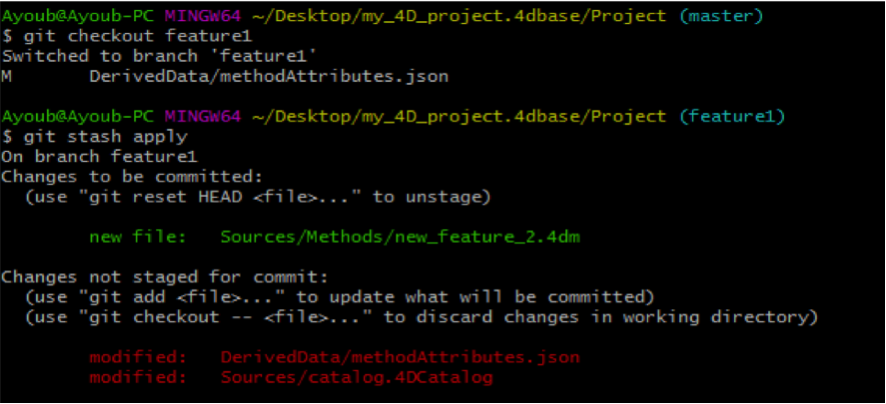 Ayoub@Ayoub-PC MINGW64 ~/Desktop/my_4D_project.4dbase/Project (master)
$ git checkout feature1
Switched to branch 'feature1'
M       DerivedData/methodAttributes.json
Ayoub@Ayoub-PC MINGW64 ~/Desktop/my_4D_project.4dbase/Project (feature1)
$ git stash apply
On branch feature1
Changes to be committed:
  (use "git reset HEAD <file>..." to unstage)
        new file:   Sources/Methods/new_feature_2.4dm
Changes not staged for commit:
  (use "git add <file>..." to update what will be committed)
  (use "git checkout -- <file>..." to discard changes in working directory)
        modified:   DerivedData/methodAttributes.json
        modified:   Sources/catalog.4DCatalog